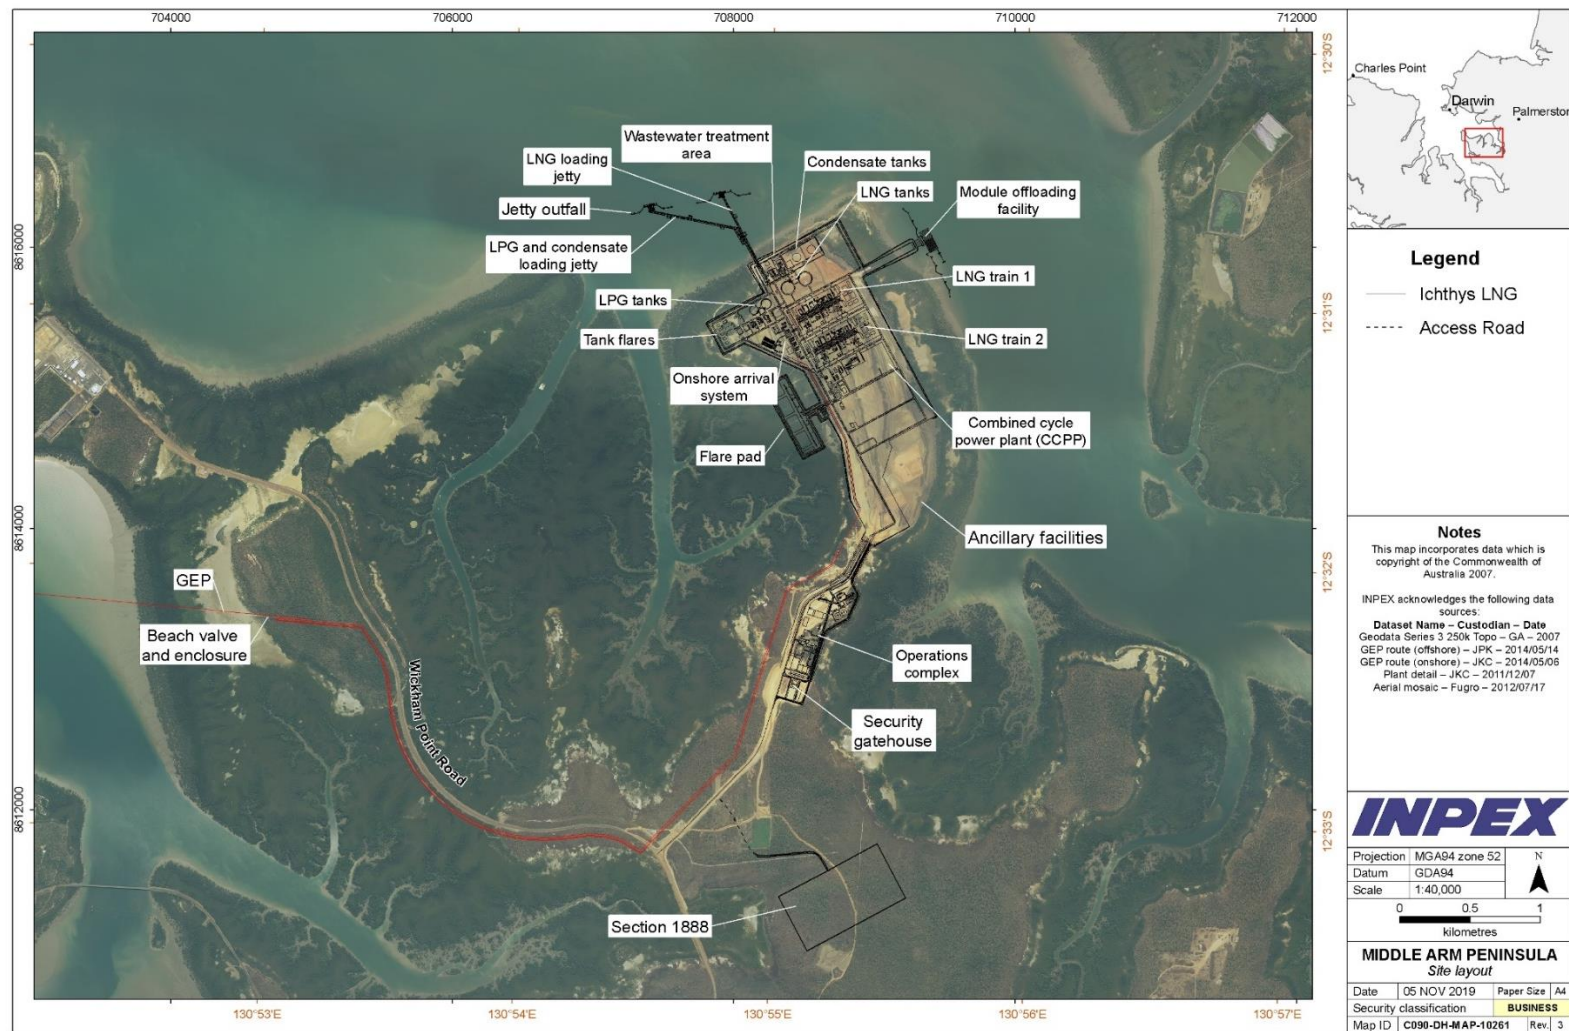 704000
706000
708000
710000
712000
12°30'S
Charles Point
Darwin
Palmerston
Wastewater treatment
area
LNG loading
jetty
Condensate tanks
LNG tanks
Module offloading
facility
Jetty outfall
8616000
LPG and condensate
loading jetty
LNG train 1
LPG tanks
12°31'S
Tank flares
LNG train 2
Onshore arrival
system
Combined cycle
power plant (CCPP)
Flare pad
8614000
Ancillary facilities
12°32'S
GEP
Beach valve
and enclosure
Operations
complex
Wickham Point Road
Security
gatehouse
8612000
12°33'S
Section 1888
130°53'E
130°54'E
130°55'E
130°56'E
130°57'E
Legend
Ichthys LNG
Access Road
Notes
This map incorporates data which is
copyright of the Commonwealth of
Australia 2007.
INPEX acknowledges the following data
sources:
Dataset Name – Custodian – Date
Geodata Series 3 250k Topo – GA – 2007
GEP route (offshore) – JPK – 2014/05/14
GEP route (onshore) – JKC – 2014/05/06
Plant detail – JKC – 2011/12/07
Aerial mosaic – Fugro – 2012/07/17
INPEX
Projection MGA94 zone 52
Datum GDA94
Scale 1:40,000
N
0 0.5 1
kilometres
MIDDLE ARM PENINSULA
Site layout
Date 05 NOV 2019 Paper Size A4
Security classification BUSINESS
Map ID C090-DH-MAP-10261 Rev. 3